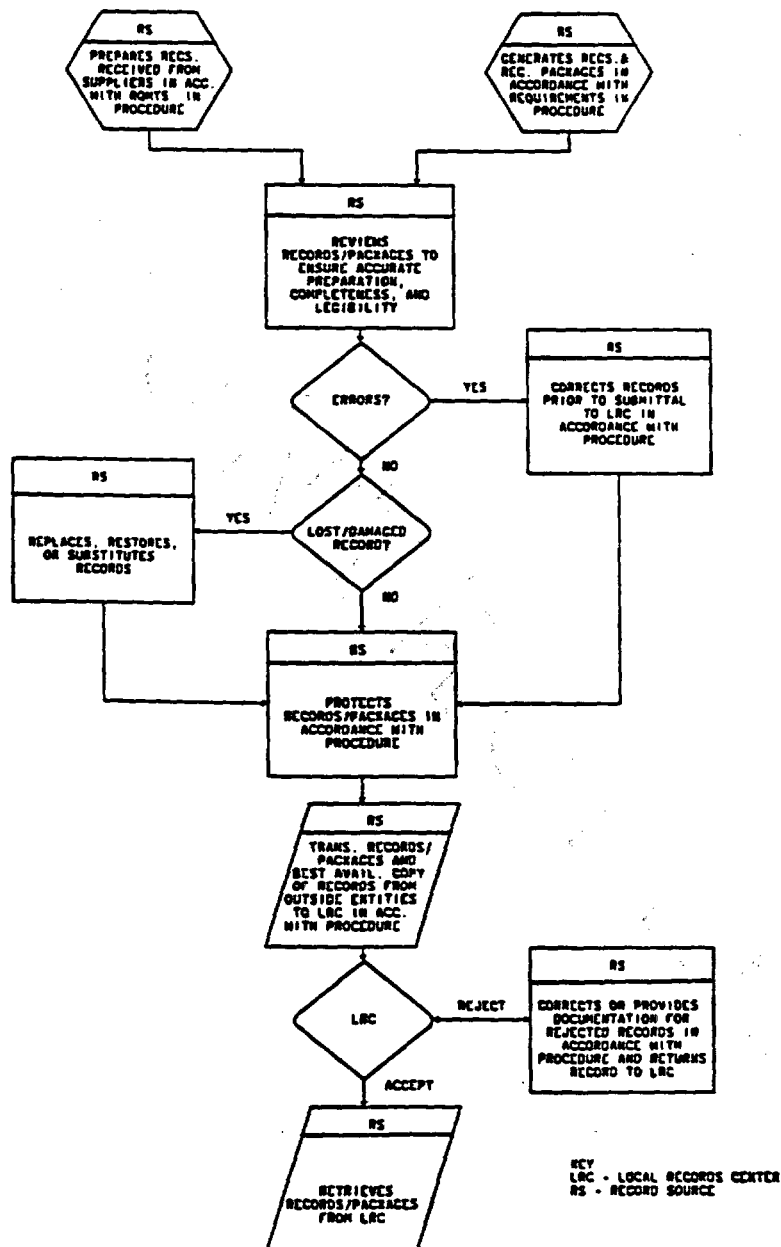 RS
PREPARES RECS.
RECEIVED FROM
SUPPLIERS IN ACC.
WITH RQMTS IN
PROCEDURE
RS
GENERATES RECS.&
REC. PACKAGES IN
ACCORDANCE WITH
REQUIREMENTS IN
PROCEDURE
RS
REVIEWS
RECORDS/PACKAGES TO
ENSURE ACCURATE
PREPARATION,
COMPLETENESS, AND
LEGIBILITY
ERRORS?
YES
RS
CORRECTS RECORDS
PRIOR TO SUBMITTAL
TO LRC IN
ACCORDANCE WITH
PROCEDURE
NO
LOST/DAMAGED
RECORD?
YES
RS
REPLACES, RESTORES,
OR SUBSTITUTES
RECORDS
NO
RS
PROTECTS
RECORDS/PACKAGES IN
ACCORDANCE WITH
PROCEDURE
RS
TRANS. RECORDS/
PACKAGES AND
BEST AVAIL. COPY
OF RECORDS FROM
OUTSIDE ENTITIES
TO LRC IN ACC.
WITH PROCEDURE
LRC
REJECT
RS
CORRECTS OR PROVIDES
DOCUMENTATION FOR
REJECTED RECORDS IN
ACCORDANCE WITH
PROCEDURE AND RETURNS
RECORD TO LRC
ACCEPT
RS
RETRIEVES
RECORDS/PACKAGES
FROM LRC
KEY
LRC - LOCAL RECORDS CENTER
RS - RECORD SOURCE